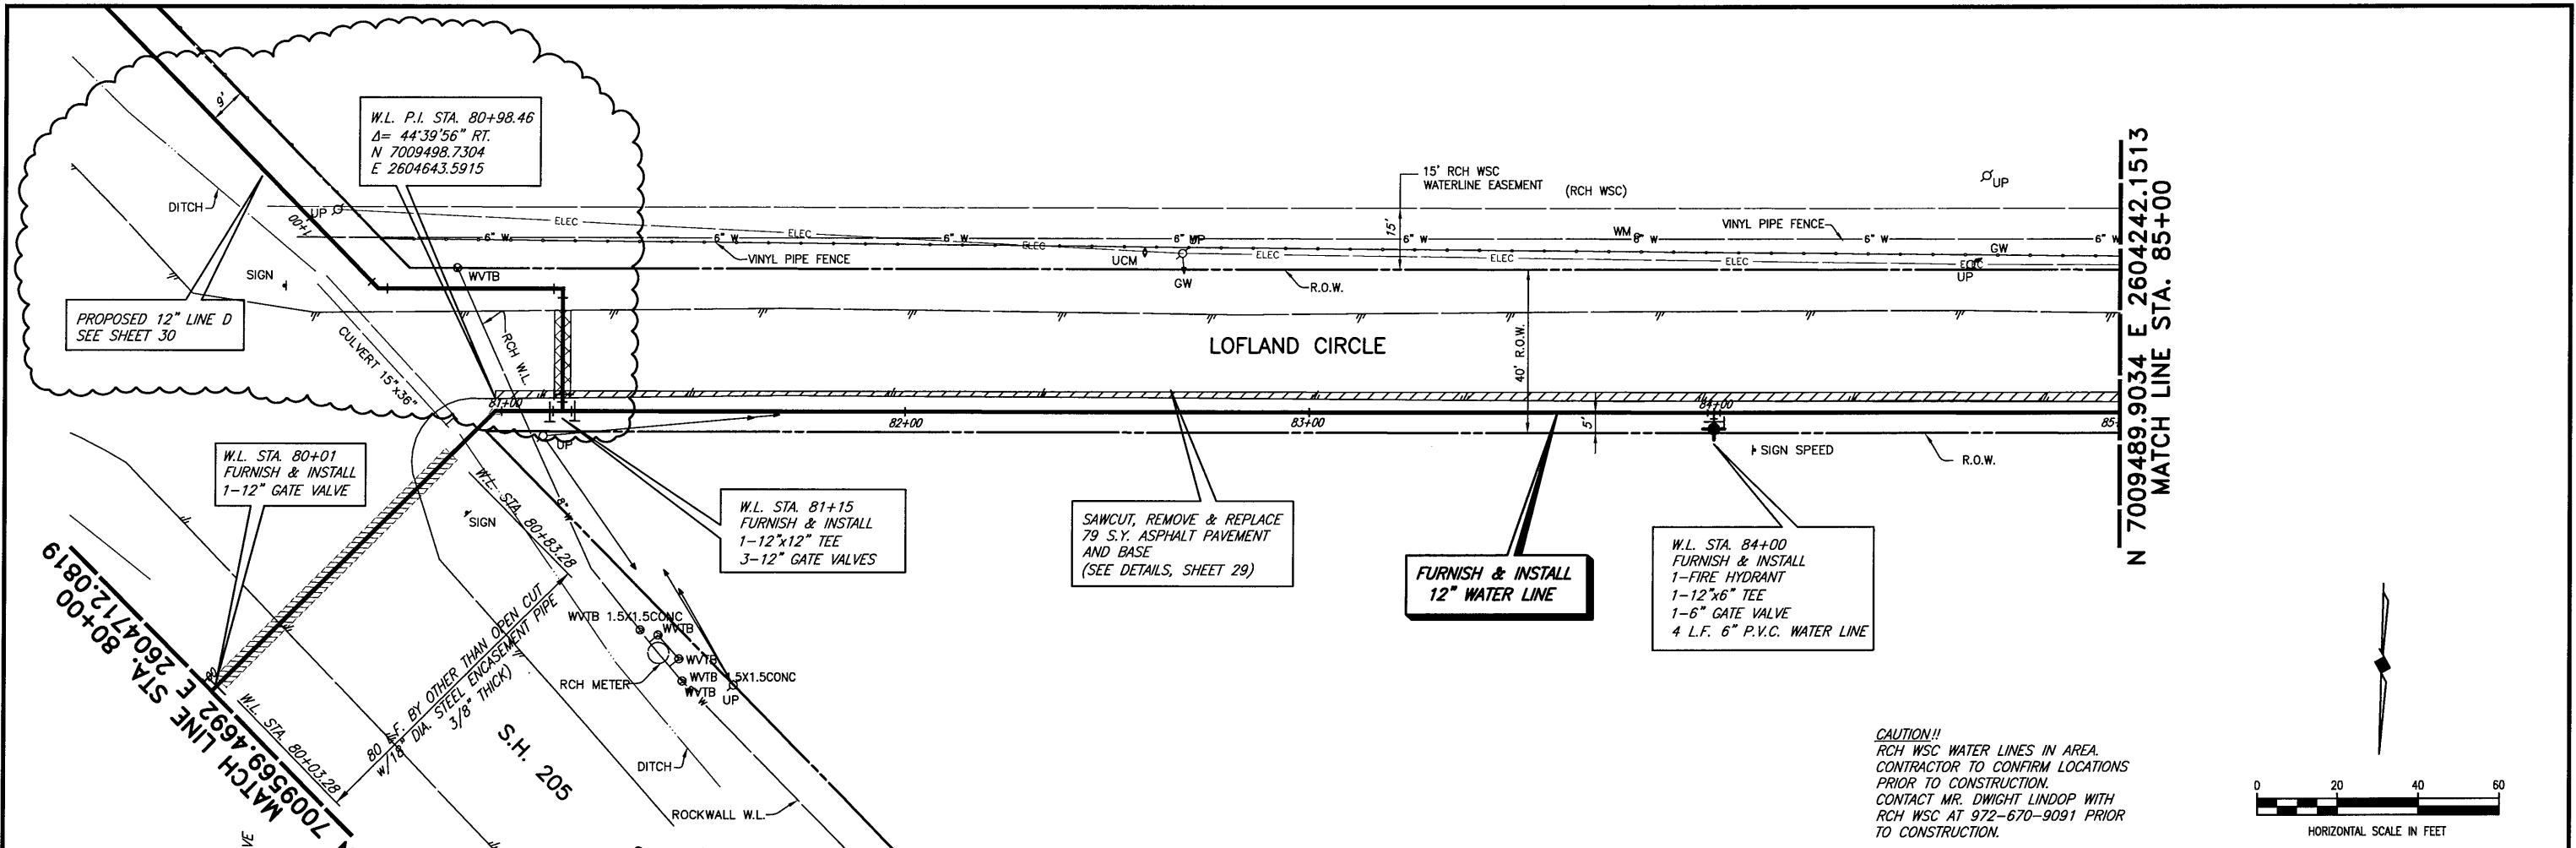 W.L. P.I. STA. 80+98.46
Δ= 44°39'56" RT.
N 7009498.7304
E 2604643.5915
9'
DITCH
1+00
UP
ELEC
ELEC
ELEC
ELEC
ELEC
ELEC
ELEC
15' RCH WSC
WATERLINE EASEMENT
(RCH WSC)
15'
UP
6" W
6" W
6" W
6" W
6" W
6" W
6" W
WM
VINYL PIPE FENCE
VINYL PIPE FENCE
GW
UP
UCM
GW
SIGN
WVTB
R.O.W.
PROPOSED 12" LINE D
SEE SHEET 30
CULVERT 15"x36"
RCH W.L.
LOFLAND CIRCLE
40' R.O.W.
81+00
82+00
83+00
84+00
85+
5'
UP
SIGN SPEED
R.O.W.
N 7009489.9034 E 2604242.1513
MATCH LINE STA. 85+00
W.L. STA. 80+01
FURNISH & INSTALL
1-12" GATE VALVE
W.L. STA. 80+83.28
SIGN
8" W
W.L. STA. 81+15
FURNISH & INSTALL
1-12"x12" TEE
3-12" GATE VALVES
SAWCUT, REMOVE & REPLACE
79 S.Y. ASPHALT PAVEMENT
AND BASE
(SEE DETAILS, SHEET 29)
FURNISH & INSTALL
12" WATER LINE
W.L. STA. 84+00
FURNISH & INSTALL
1-FIRE HYDRANT
1-12"x6" TEE
1-6" GATE VALVE
4 L.F. 6" P.V.C. WATER LINE
MATCH LINE STA. 80+00
7009569.4692 E 2604712.0819
80
W.L. STA. 80+03.28
80 L.F. BY OTHER THAN OPEN CUT
w/18" DIA. STEEL ENCASEMENT PIPE
3/8" THICK)
WVTB 1.5X1.5CONC
WVTB
WVTB
WVTB
WVTB
RCH METER
UP
S.H. 205
DITCH
ROCKWALL W.L.
CAUTION!!
RCH WSC WATER LINES IN AREA.
CONTRACTOR TO CONFIRM LOCATIONS
PRIOR TO CONSTRUCTION.
CONTACT MR. DWIGHT LINDOP WITH
RCH WSC AT 972-670-9091 PRIOR
TO CONSTRUCTION.
0 20 40 60
HORIZONTAL SCALE IN FEET